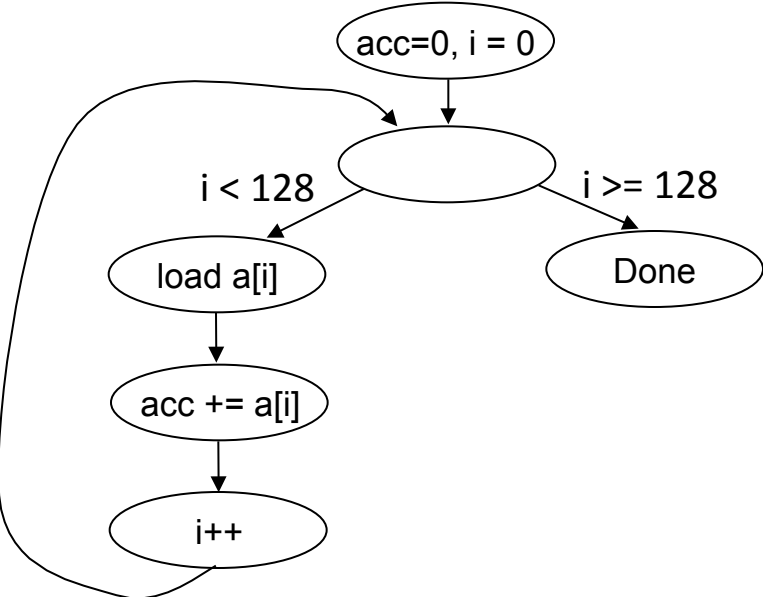 acc=0, i = 0
i < 128
i >= 128
load a[i]
Done
acc += a[i]
i++